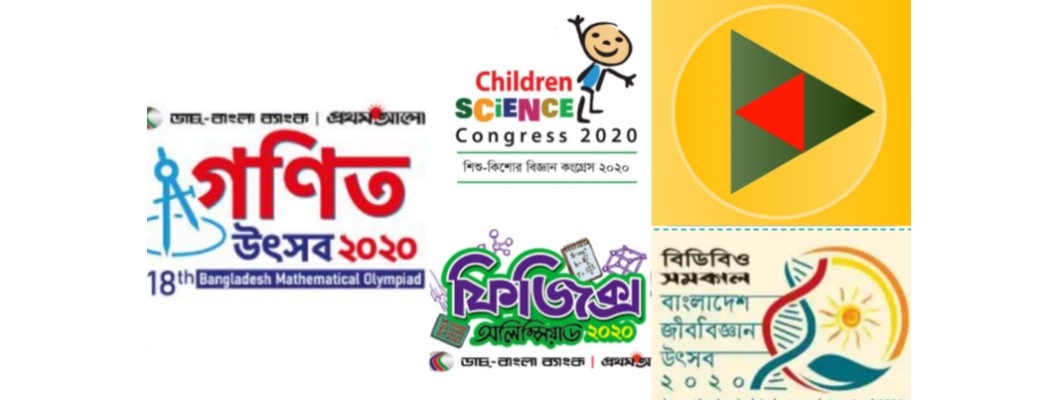 ডাচ্-বাংলা ব্যাংক | প্রথম আলো
গণিত
উৎসব ২০২০
18th Bangladesh Mathematical Olympiad
Children
SCiENCE
Congress 2020
শিশু-কিশোর বিজ্ঞান কংগ্রেস ২০২০
ফিজিক্স
অলিম্পিয়াড ২০২০
ডাচ্-বাংলা ব্যাংক | প্রথম আ
বিডিবিও
সমকাল
বাংলাদেশ
জীববিজ্ঞান
উৎসব
২০২০